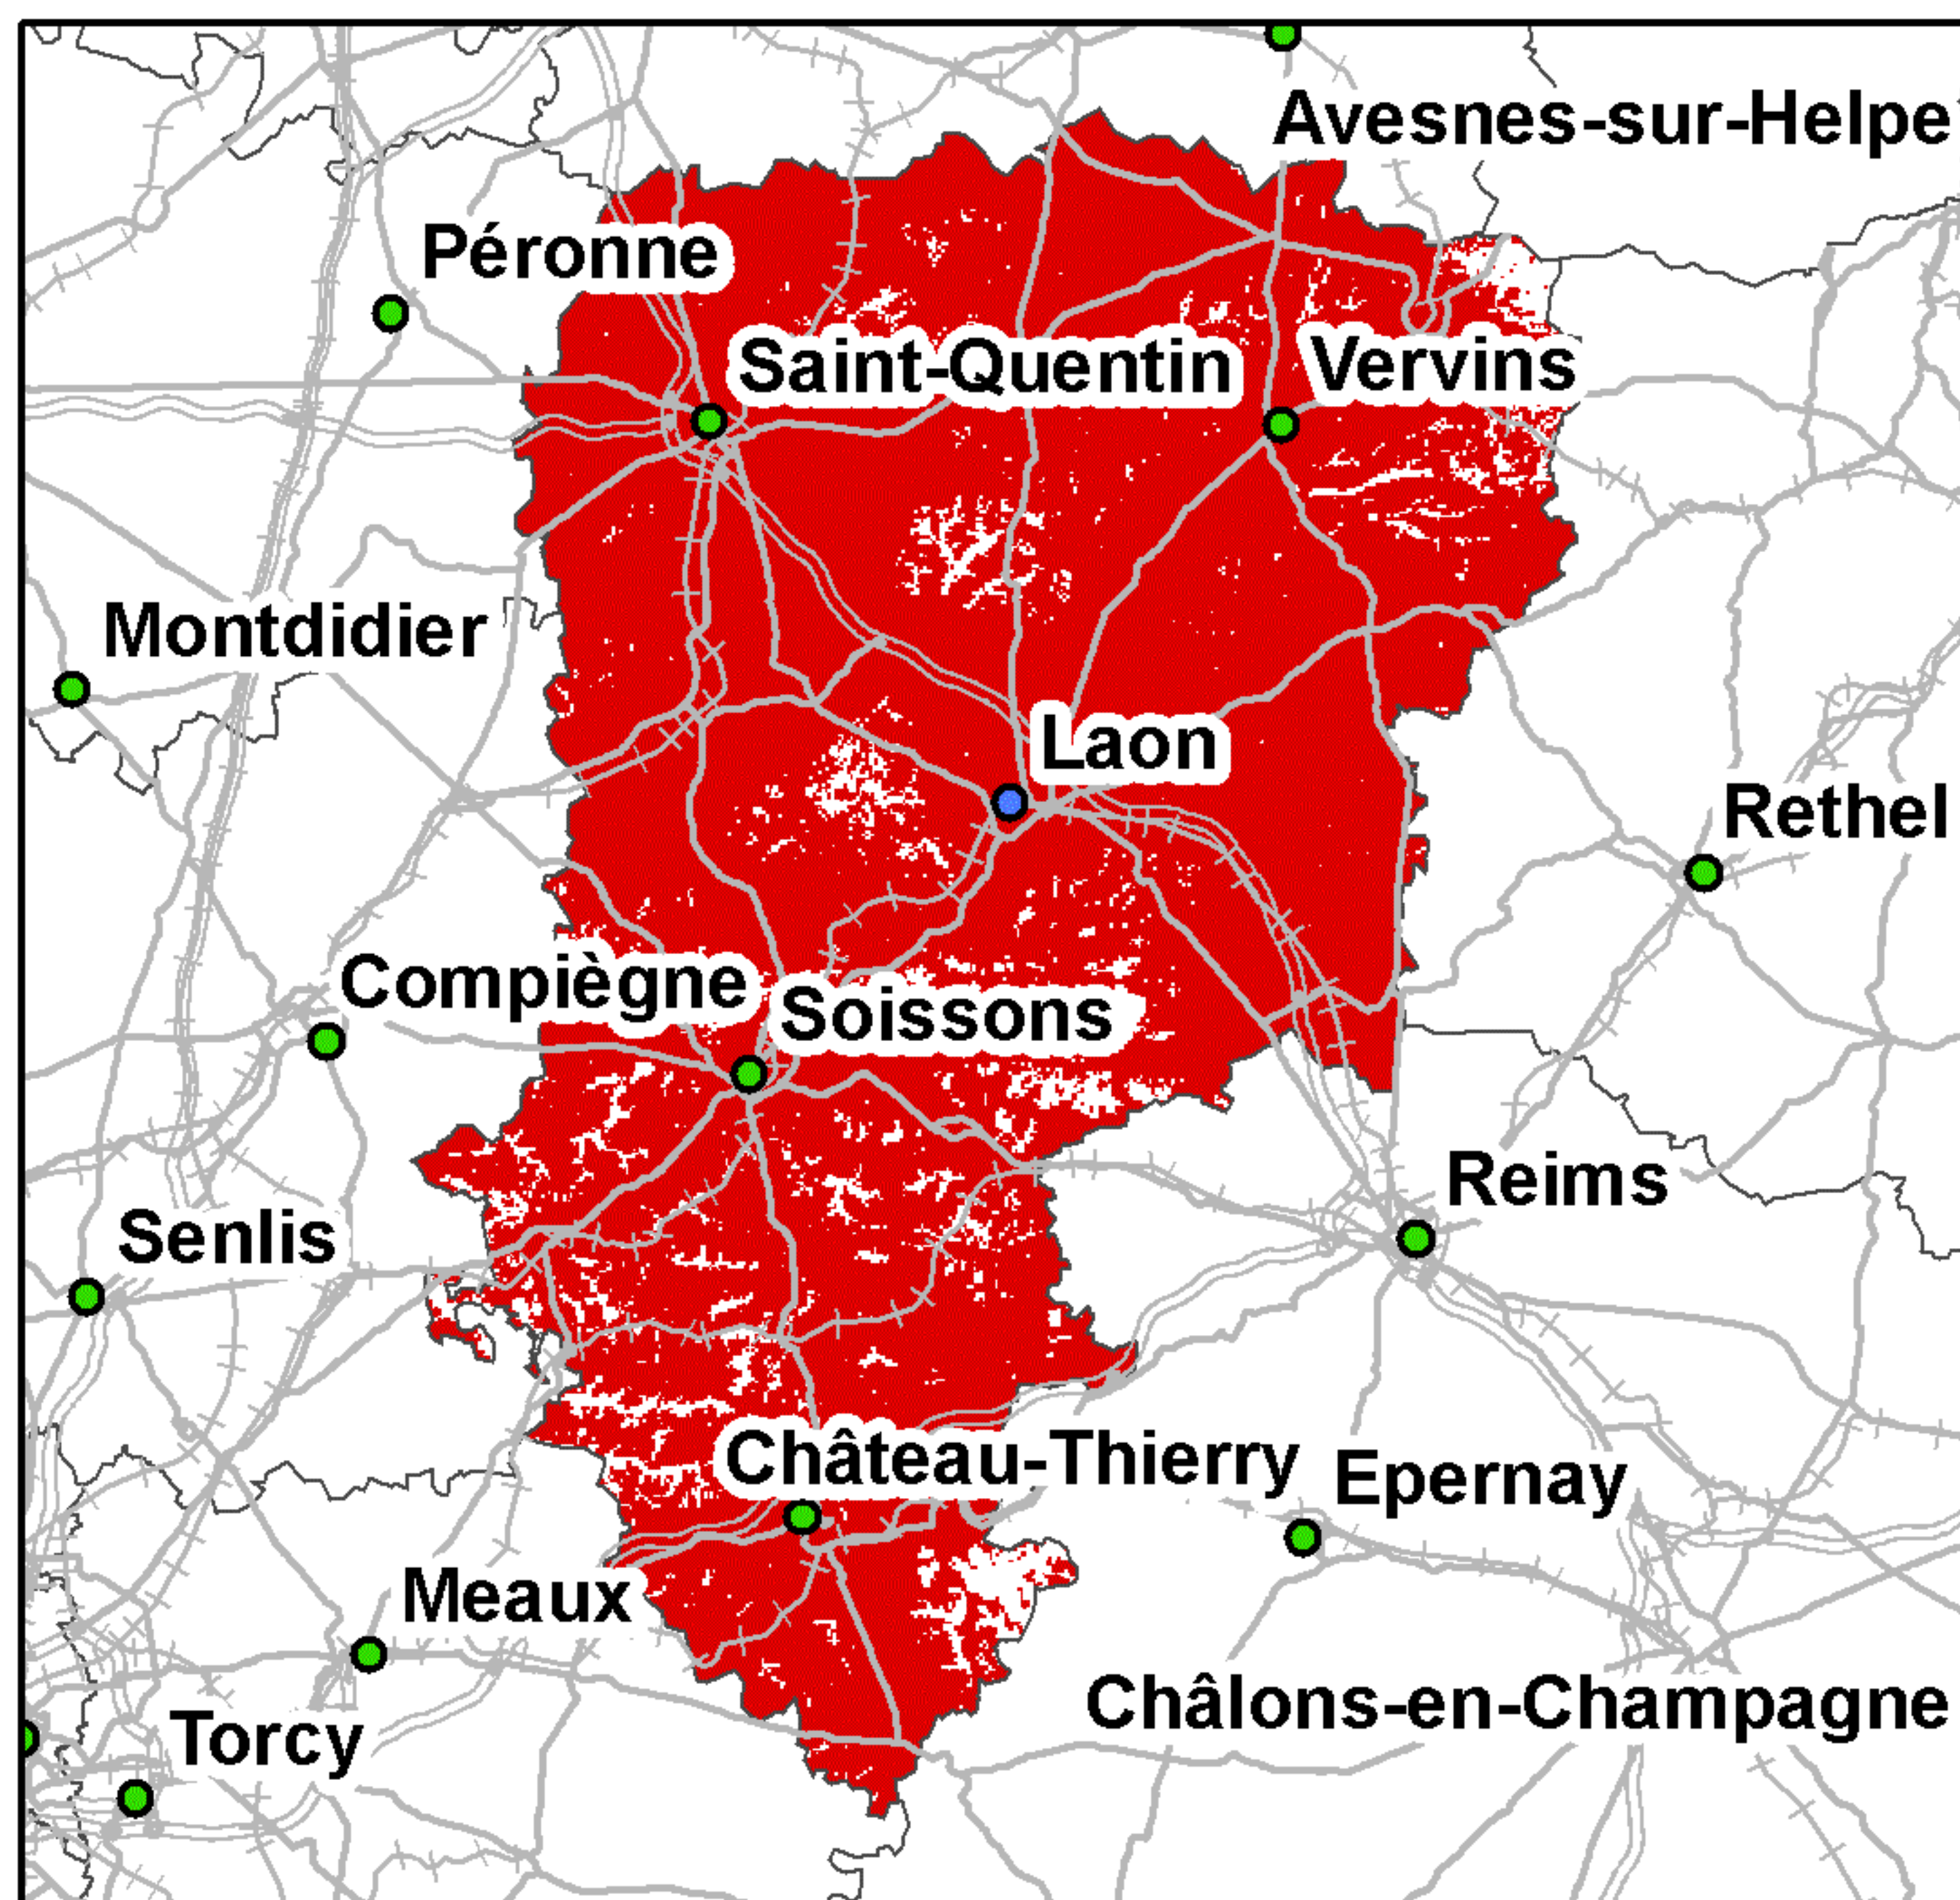 Avesnes-sur-Helpe
Péronne
Saint-Quentin
Vervins
Montdidier
Laon
Rethel
Compiègne
Soissons
Reims
Senlis
Château-Thierry
Epernay
Meaux
Châlons-en-Champagne
Torcy